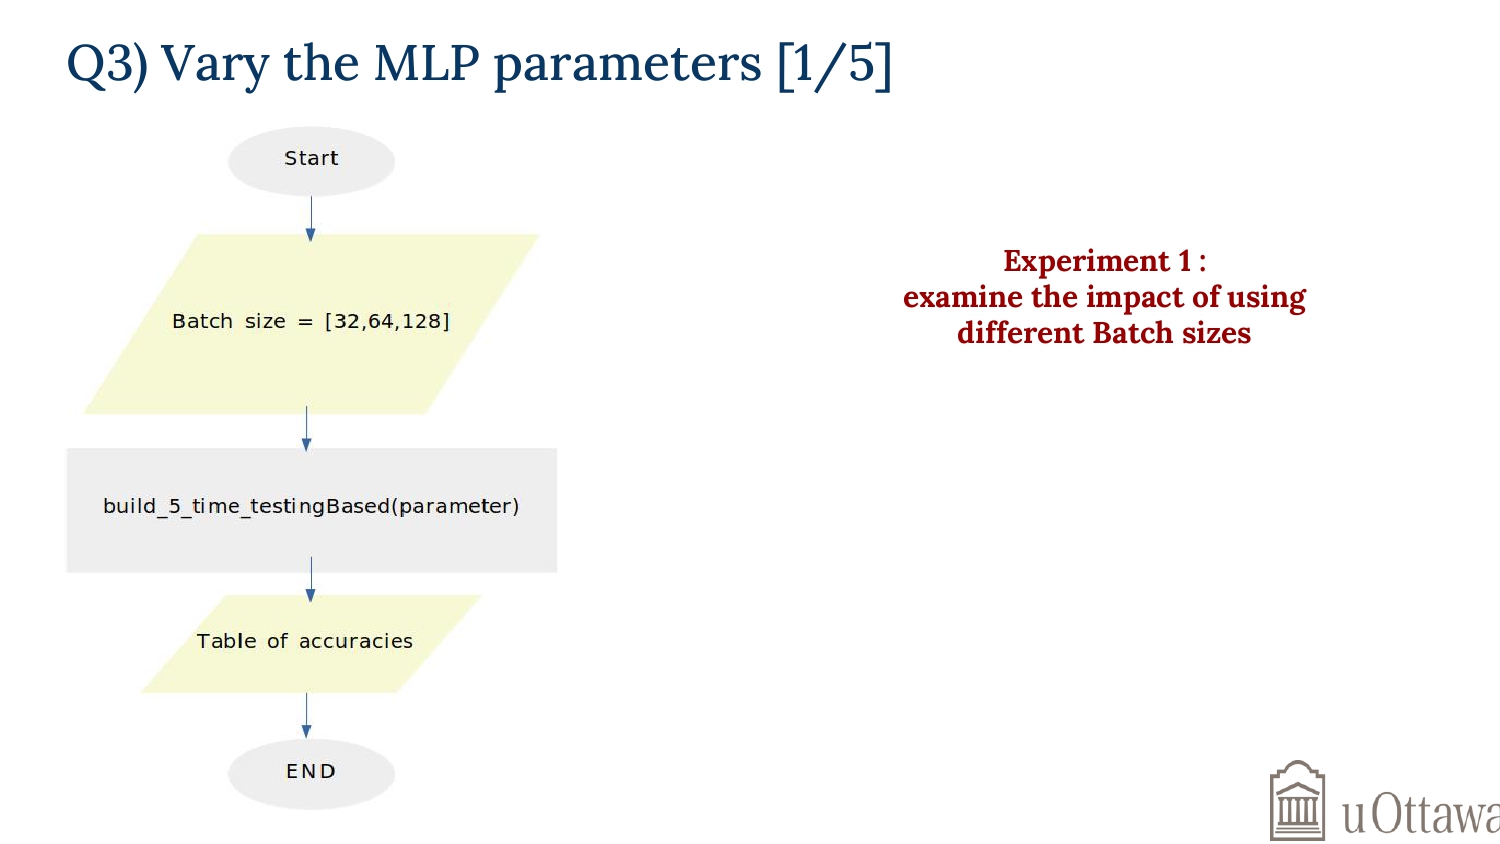 Q3) Vary the MLP parameters [1/5]
Start
Batch size = [32,64,128]
build_5_time_testingBased(parameter)
Table of accuracies
END
Experiment 1 :
examine the impact of using
different Batch sizes
uOttawa